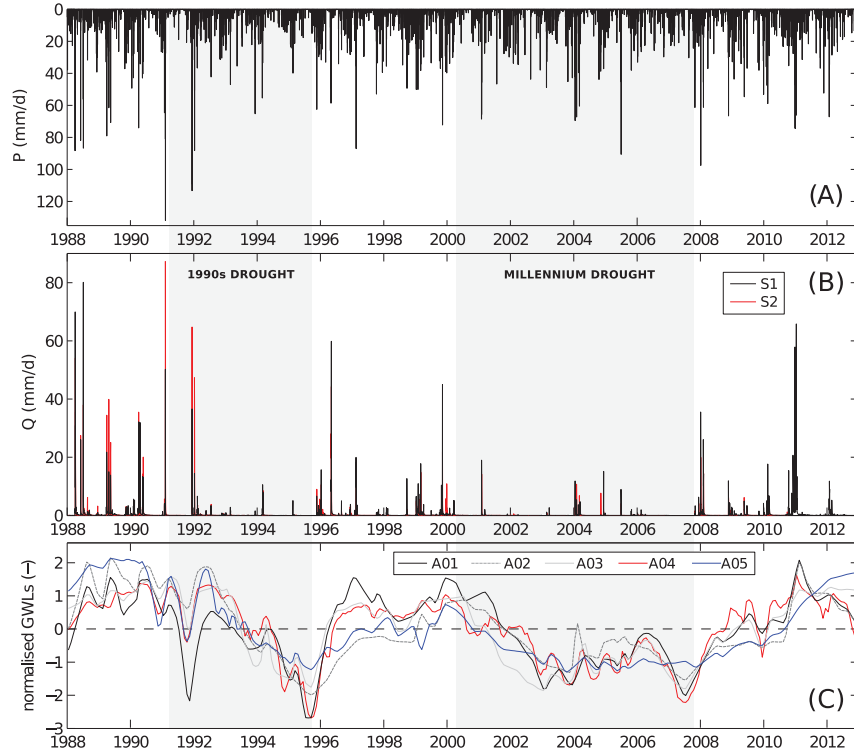 0
20
40
60
80
100
120
P (mm/d)
(A)
1988 1990 1992 1994 1996 1998 2000 2002 2004 2006 2008 2010 2012
80
60
40
20
0
Q (mm/d)
1990s DROUGHT
MILLENNIUM DROUGHT
(B)
S1
S2
1988 1990 1992 1994 1996 1998 2000 2002 2004 2006 2008 2010 2012
2
1
0
−1
−2
−3
normalised GWLs (−)
A01 A02 A03 A04 A05
(C)
1988 1990 1992 1994 1996 1998 2000 2002 2004 2006 2008 2010 2012